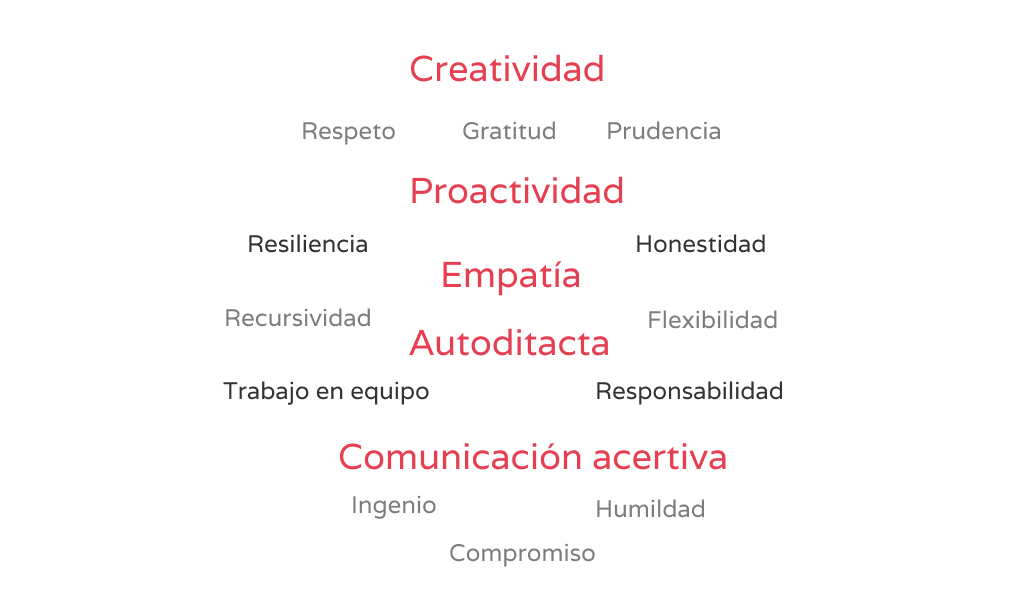 Creatividad
Respeto Gratitud Prudencia
Proactividad
Resiliencia Honestidad
Empatía
Recursividad Flexibilidad
Autoditacta
Trabajo en equipo Responsabilidad
Comunicación acertiva
Ingenio Humildad
Compromiso